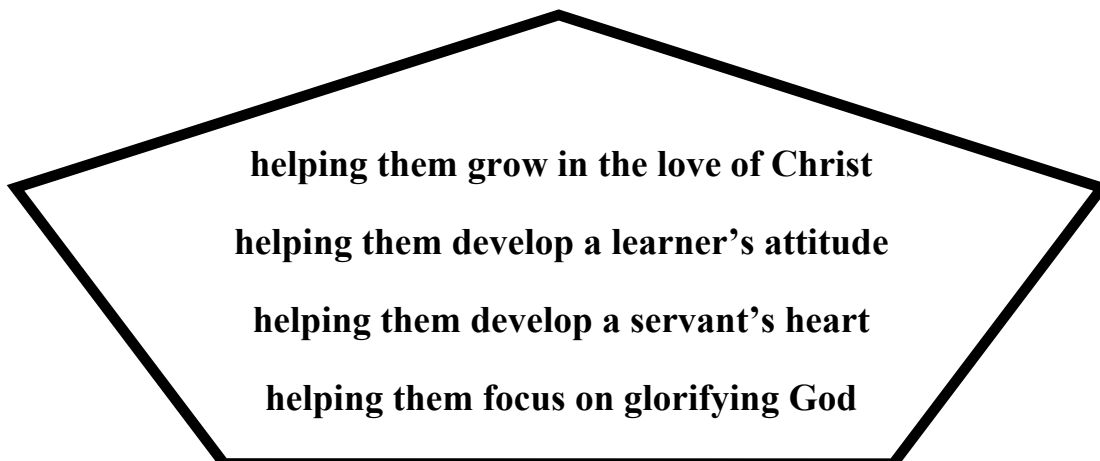 helping them grow in the love of Christ
helping them develop a learner’s attitude
helping them develop a servant’s heart
helping them focus on glorifying God